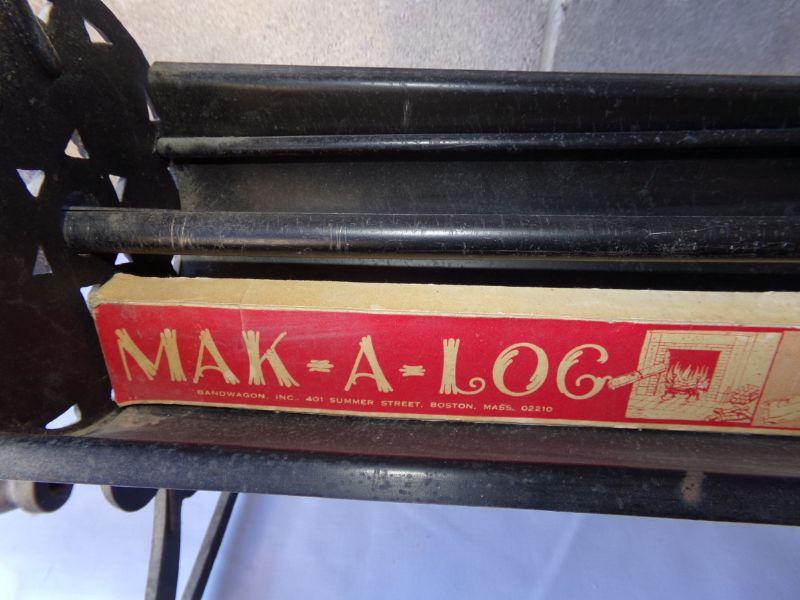 MAK-A-LOG
BANDWAGON, INC., 401 SUMMER STREET, BOSTON, MASS. 02210